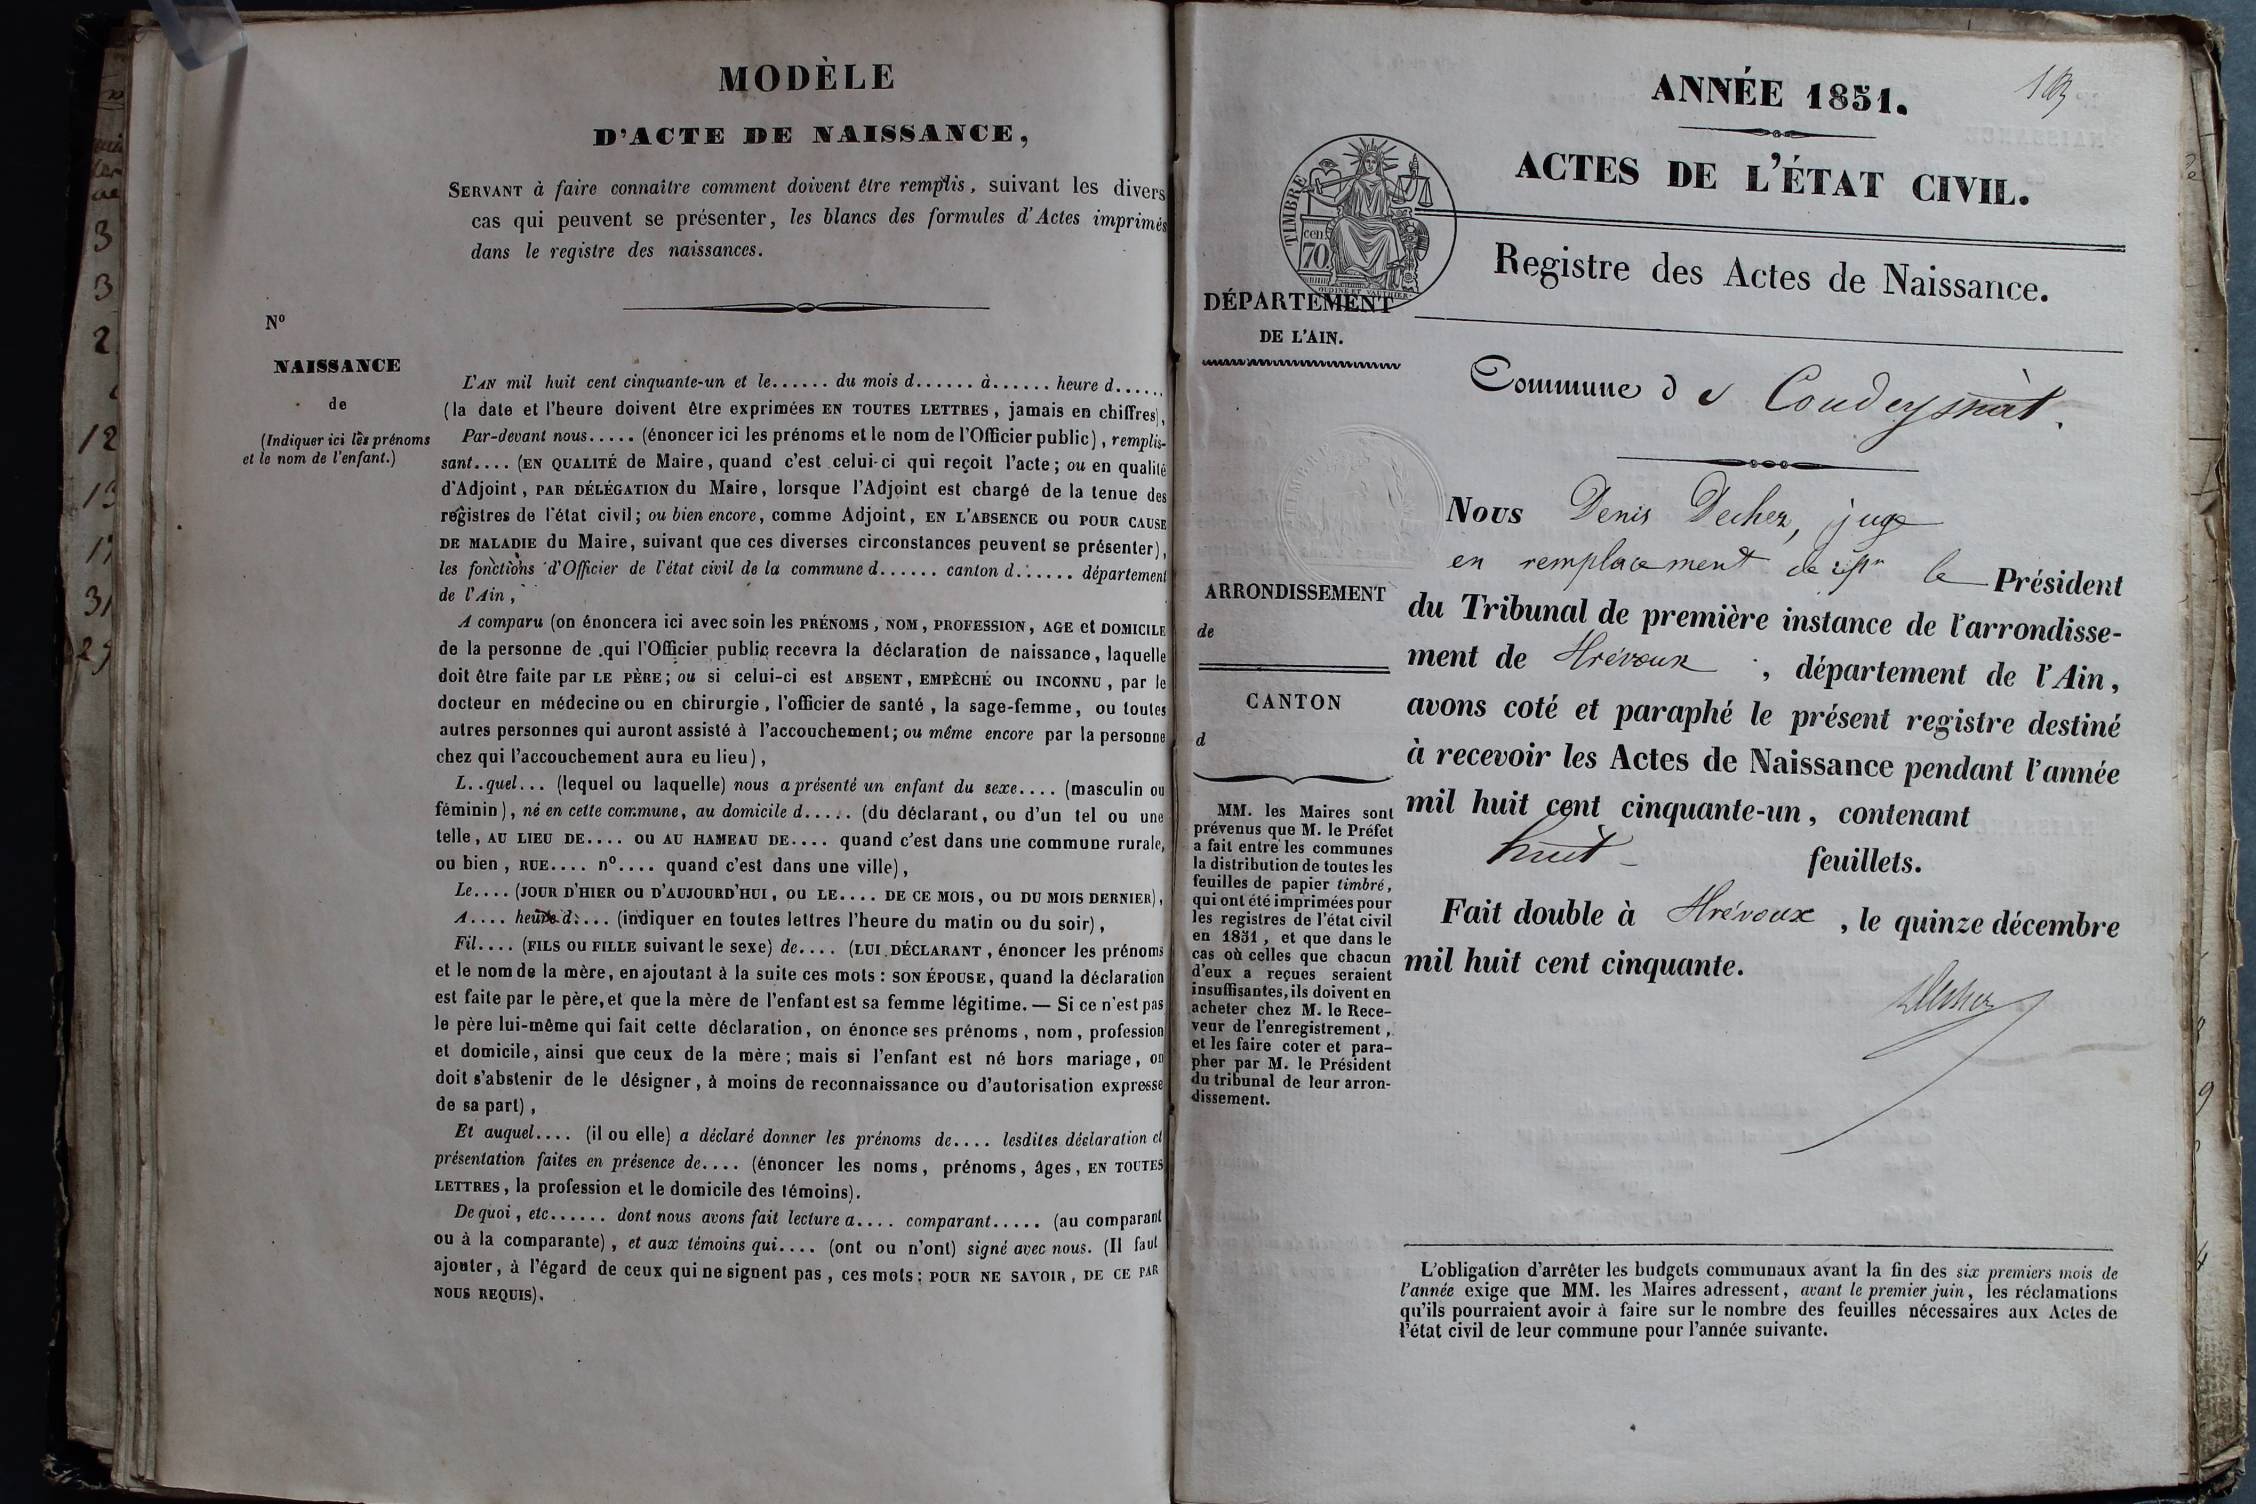 MODÈLE
D'ACTE DE NAISSANCE,
SERVANT à faire connaître comment doivent être remplis, suivant les divers
cas qui peuvent se présenter, les blancs des formules d'Actes imprimés
dans le registre des naissances.
N°
NAISSANCE
de
(Indiquer ici les prénoms
et le nom de l'enfant.)
L'AN mil huit cent cinquante-un et le...... du mois d...... à...... heure d......
(la date et l'heure doivent être exprimées EN TOUTES LETTRES, jamais en chiffres),
Par-devant nous..... (énoncer ici les prénoms et le nom de l'Officier public), remplis-
sant.... (EN QUALITÉ de Maire, quand c'est celui-ci qui reçoit l'acte; ou en qualité
d'Adjoint, PAR DÉLÉGATION du Maire, lorsque l'Adjoint est chargé de la tenue des
registres de l'état civil; ou bien encore, comme Adjoint, EN L'ABSENCE OU POUR CAUSE
DE MALADIE du Maire, suivant que ces diverses circonstances peuvent se présenter),
les fonctions d'Officier de l'état civil de la commune d...... canton d...... département
de l'Ain,
A comparu (on énoncera ici avec soin les PRÉNOMS, NOM, PROFESSION, AGE et DOMICILE
de la personne de qui l'Officier public recevra la déclaration de naissance, laquelle
doit être faite par LE PÈRE; ou si celui-ci est ABSENT, EMPÊCHÉ ou INCONNU, par le
docteur en médecine ou en chirurgie, l'officier de santé, la sage-femme, ou toutes
autres personnes qui auront assisté à l'accouchement; ou même encore par la personne
chez qui l'accouchement aura eu lieu),
L..quel... (lequel ou laquelle) nous a présenté un enfant du sexe.... (masculin ou
féminin), né en cette commune, au domicile d..... (du déclarant, ou d'un tel ou une
telle, AU LIEU DE.... OU AU HAMEAU DE.... quand c'est dans une commune rurale,
ou bien, RUE.... n°.... quand c'est dans une ville),
Le.... (JOUR D'HIER OU D'AUJOURD'HUI, OU LE.... DE CE MOIS, OU DU MOIS DERNIER),
A.... heure d.... (indiquer en toutes lettres l'heure du matin ou du soir),
Fil.... (FILS OU FILLE suivant le sexe) de.... (LUI DÉCLARANT, énoncer les prénoms
et le nom de la mère, en ajoutant à la suite ces mots : SON ÉPOUSE, quand la déclaration
est faite par le père, et que la mère de l'enfant est sa femme légitime. — Si ce n'est pas
le père lui-même qui fait cette déclaration, on énonce ses prénoms, nom, profession
et domicile, ainsi que ceux de la mère; mais si l'enfant est né hors mariage, on
doit s'abstenir de le désigner, à moins de reconnaissance ou d'autorisation expresse
de sa part),
Et auquel.... (il ou elle) a déclaré donner les prénoms de.... lesdites déclaration et
présentation faites en présence de.... (énoncer les noms, prénoms, âges, EN TOUTES
LETTRES, la profession et le domicile des témoins).
De quoi, etc...... dont nous avons fait lecture a.... comparant..... (au comparant
ou à la comparante), et aux témoins qui.... (ont ou n'ont) signé avec nous. (Il faut
ajouter, à l'égard de ceux qui ne signent pas, ces mots : POUR NE SAVOIR, DE CE PAR
NOUS REQUIS).
ANNÉE 1851.
ACTES DE L'ÉTAT CIVIL.
TIMBRE
cen.
70.
OUDINE ET VAUTHIER
Registre des Actes de Naissance.
DÉPARTEMENT
DE L'AIN.
Commune de Coudeyssiat.
Nous Denis Decher, juge
en remplacement de Mr le Président
du Tribunal de première instance de l'arrondisse-
ment de Trévoux, département de l'Ain,
avons coté et paraphé le présent registre destiné
à recevoir les Actes de Naissance pendant l'année
mil huit cent cinquante-un, contenant
huit feuillets.
Fait double à Trévoux, le quinze décembre
mil huit cent cinquante.
Decher
ARRONDISSEMENT
de
CANTON
d
MM. les Maires sont
prévenus que M. le Préfet
a fait entre les communes
la distribution de toutes les
feuilles de papier timbré,
qui ont été imprimées pour
les registres de l'état civil
en 1851, et que dans le
cas où celles que chacun
d'eux a reçues seraient
insuffisantes, ils doivent en
acheter chez M. le Rece-
veur de l'enregistrement,
et les faire coter et para-
pher par M. le Président
du tribunal de leur arron-
dissement.
L'obligation d'arrêter les budgets communaux avant la fin des six premiers mois de
l'année exige que MM. les Maires adressent, avant le premier juin, les réclamations
qu'ils pourraient avoir à faire sur le nombre des feuilles nécessaires aux Actes de
l'état civil de leur commune pour l'année suivante.